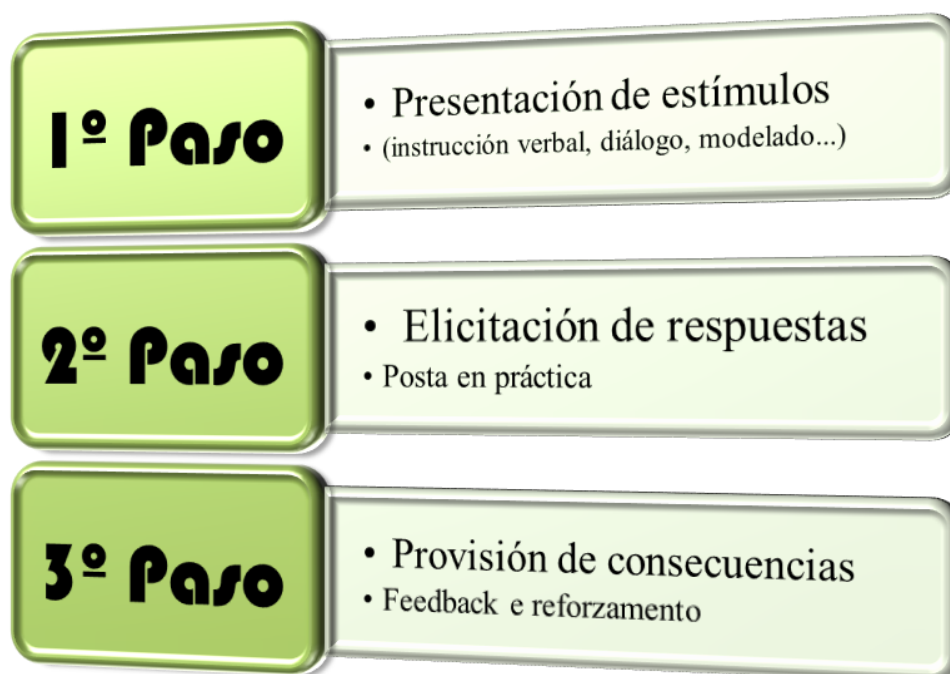 1º Paso
• Presentación de estímulos
• (instrucción verbal, diálogo, modelado...)
2º Paso
• Elicitación de respuestas
• Posta en práctica
3º Paso
• Provisión de consecuencias
• Feedback e reforzamento